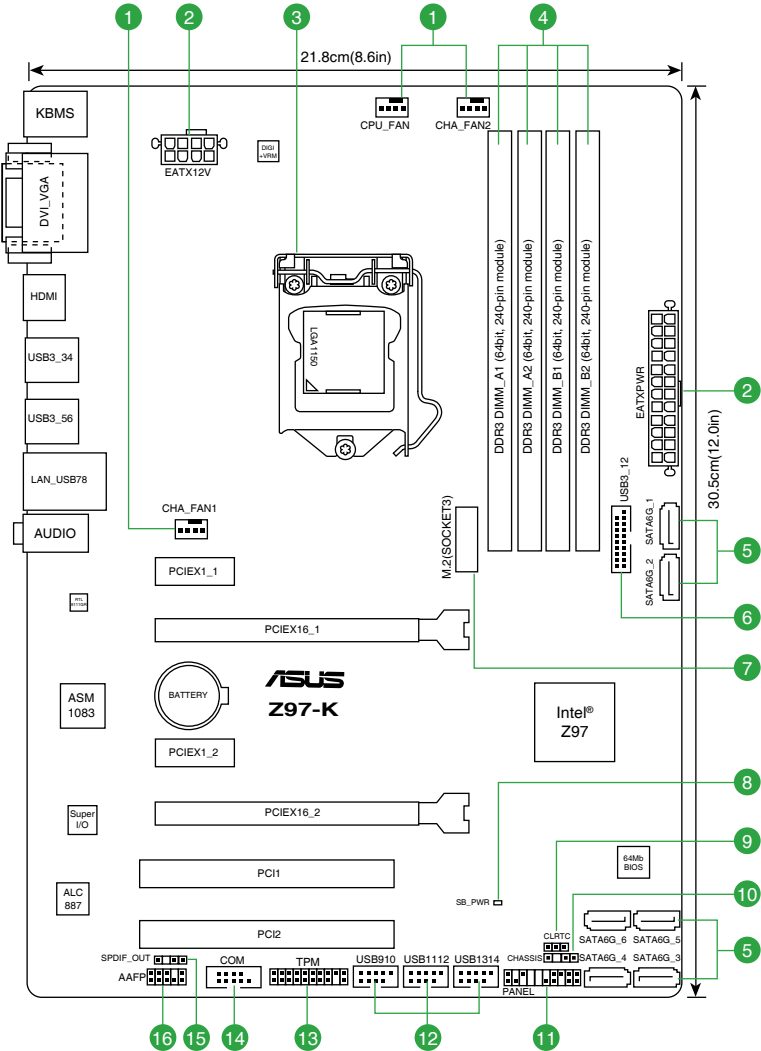 1
2
3
1
4
21.8cm(8.6in)
KBMS
CPU_FAN
CHA_FAN2
DIGI
+VRM
EATX12V
DVI_VGA
HDMI
LGA1150
DDR3 DIMM_A1 (64bit, 240-pin module)
DDR3 DIMM_A2 (64bit, 240-pin module)
DDR3 DIMM_B1 (64bit, 240-pin module)
DDR3 DIMM_B2 (64bit, 240-pin module)
EATXPWR
2
30.5cm(12.0in)
USB3_34
USB3_56
LAN_USB78
AUDIO
1
CHA_FAN1
M.2(SOCKET3)
USB3_12
SATA6G_1
SATA6G_2
5
6
7
PCIEX1_1
RTL
8111GR
PCIEX16_1
ASM
1083
BATTERY
ASUS
Z97-K
Intel®
Z97
PCIEX1_2
8
Super
I/O
PCIEX16_2
9
64Mb
BIOS
PCI1
ALC
887
SB_PWR
10
PCI2
CLRTC
SATA6G_6
SATA6G_5
5
SPDIF_OUT
CHASSIS
SATA6G_4
SATA6G_3
AAFP
COM
TPM
USB910
USB1112
USB1314
PANEL
16
15
14
13
12
11